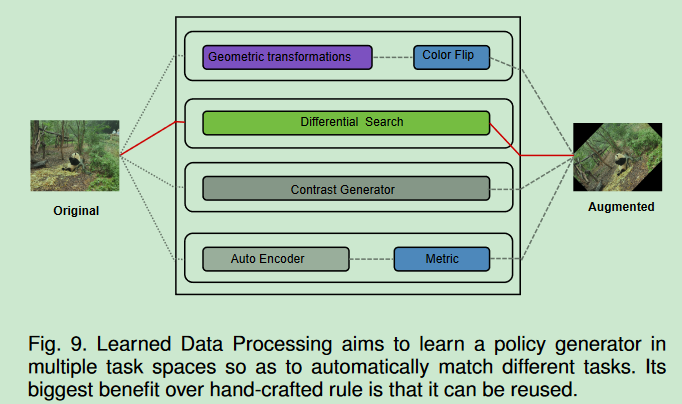 Geometric transformations
Color Flip
Differential Search
Contrast Generator
Auto Encoder
Metric
Original
Augmented
Fig. 9. Learned Data Processing aims to learn a policy generator in
multiple task spaces so as to automatically match different tasks. Its
biggest benefit over hand-crafted rule is that it can be reused.